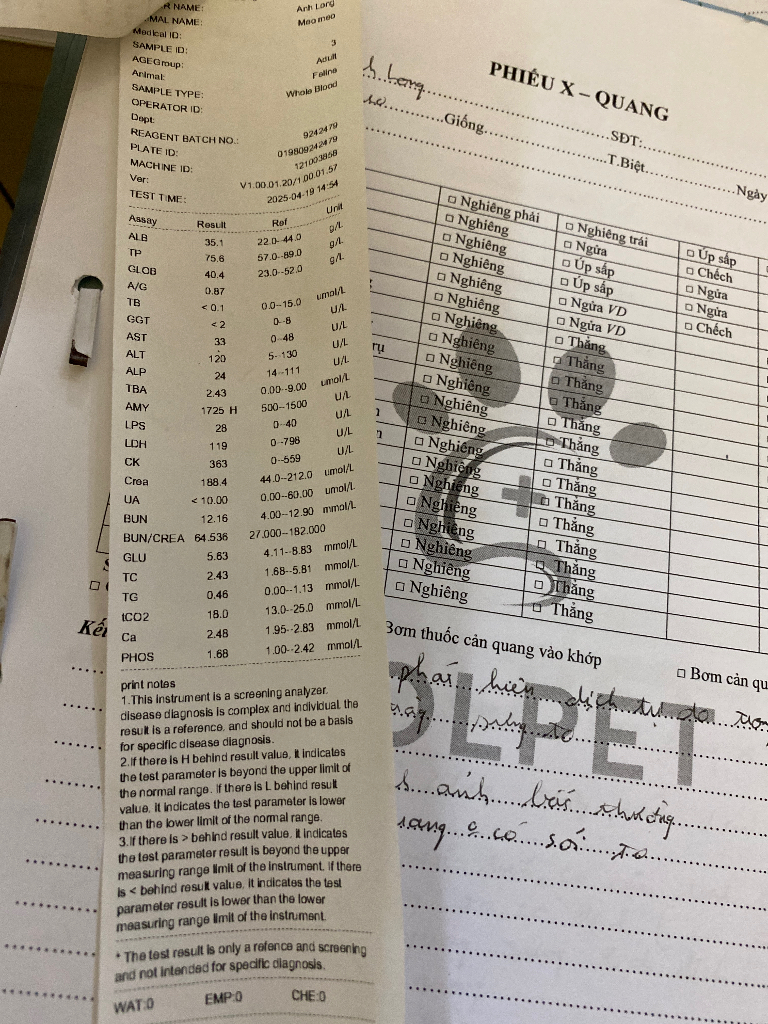 R NAME: Anh Long
MAL NAME: Meo meo
Medical ID:
SAMPLE ID: 3
AGEGroup: Adult
Animal: Feline
SAMPLE TYPE: Whole Blood
OPERATOR ID:
Dept:
REAGENT BATCH NO.: 9242479
PLATE ID: 019809242479
MACHINE ID: 121003858
Ver: V1.00.01.20/1.00.01.57
TEST TIME: 2025-04-19 14:54
Assay Result Ref Unit
ALB 35.1 22.0--44.0 g/L
TP 75.6 57.0--89.0 g/L
GLOB 40.4 23.0--52.0 g/L
A/G 0.87
TB < 0.1 0.0--15.0 umol/L
GGT < 2 0--8 U/L
AST 33 0--48 U/L
ALT 120 5--130 U/L
ALP 24 14--111 U/L
TBA 2.43 0.00--9.00 umol/L
AMY 1725 H 500--1500 U/L
LPS 28 0--40 U/L
LDH 119 0--798 U/L
CK 363 0--559 U/L
Crea 188.4 44.0--212.0 umol/L
UA < 10.00 0.00--60.00 umol/L
BUN 12.16 4.00--12.90 mmol/L
BUN/CREA 64.536 27.000--182.000
GLU 5.63 4.11--8.83 mmol/L
TC 2.43 1.68--5.81 mmol/L
TG 0.46 0.00--1.13 mmol/L
tCO2 18.0 13.0--25.0 mmol/L
Ca 2.48 1.95--2.83 mmol/L
PHOS 1.68 1.00--2.42 mmol/L
print notes
1.This instrument is a screening analyzer,
disease diagnosis is complex and individual, the
result is a reference, and should not be a basis
for specific disease diagnosis.
2.If there is H behind result value, it indicates
the test parameter is beyond the upper limit of
the normal range. If there is L behind result
value, it indicates the test parameter is lower
than the lower limit of the normal range.
3.If there is > behind result value, it indicates
the test parameter result is beyond the upper
measuring range limit of the instrument. If there
is < behind result value, it indicates the test
parameter result is lower than the lower
measuring range limit of the instrument.
* The test result is only a refence and screening
and not intended for specific diagnosis.
WAT:0 EMP:0 CHE:0
PHIẾU X – QUANG
h Long SĐT:
Giống T.Biệt Ngày
□ Nghiêng phải □ Nghiêng trái □ Úp sấp
□ Nghiêng □ Ngửa □ Chếch
□ Nghiêng □ Úp sấp □ Ngửa
□ Nghiêng □ Úp sấp □ Ngửa
□ Nghiêng □ Ngửa VD □ Chếch
□ Nghiêng □ Ngửa VD
□ Nghiêng □ Thẳng
trụ □ Nghiêng □ Thẳng
□ Nghiêng □ Thẳng
□ Nghiêng □ Thẳng
□ Nghiêng □ Thẳng
□ Nghiêng □ Thẳng
□ Nghiêng □ Thẳng
□ Nghiêng □ Thẳng
□ Nghiêng □ Thẳng
□ Nghiêng □ Thẳng
□ Nghiêng □ Thẳng
□ Nghiêng □ Thẳng
□ Nghiêng □ Thẳng
□ Nghiêng □ Thẳng
Kế
Bơm thuốc cản quang vào khớp □ Bơm cản qu
OLPET
phát hiện dịch tự do
h ảnh bất thường
có sỏi